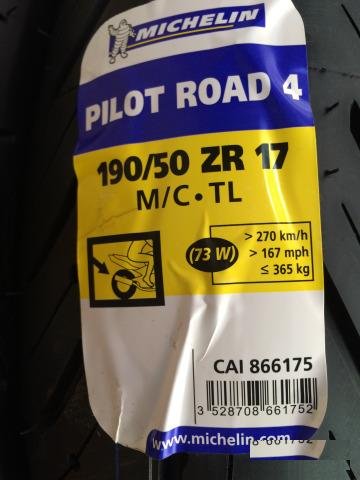 MICHELIN
PILOT ROAD 4
190/50 ZR 17
M/C • TL
(73 W)
> 270 km/h
> 167 mph
≤ 365 kg
CAI 866175
3 528708 661752
www.michelin.com